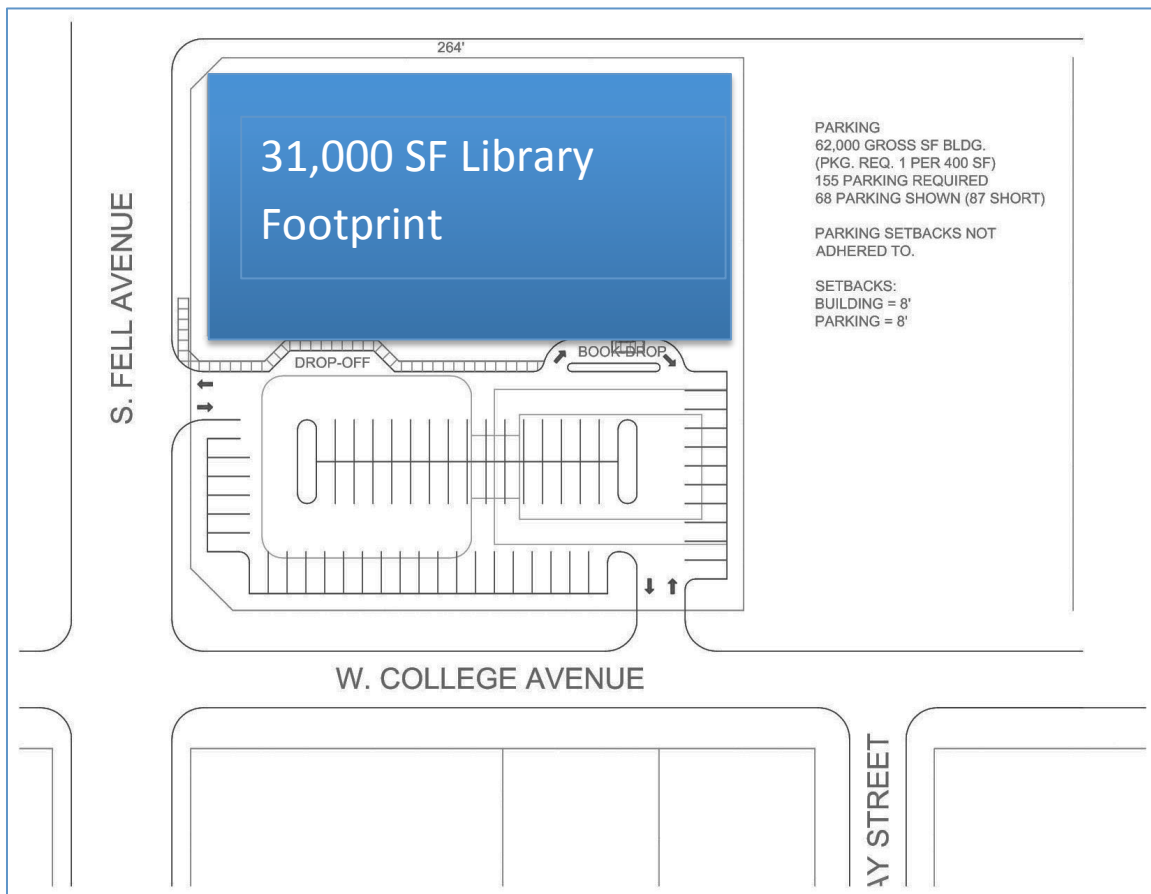 264'
31,000 SF Library
Footprint
PARKING
62,000 GROSS SF BLDG.
(PKG. REQ. 1 PER 400 SF)
155 PARKING REQUIRED
68 PARKING SHOWN (87 SHORT)
PARKING SETBACKS NOT
ADHERED TO.
SETBACKS:
BUILDING = 8'
PARKING = 8'
S. FELL AVENUE
DROP-OFF
BOOK-DROP
W. COLLEGE AVENUE
AY STREET